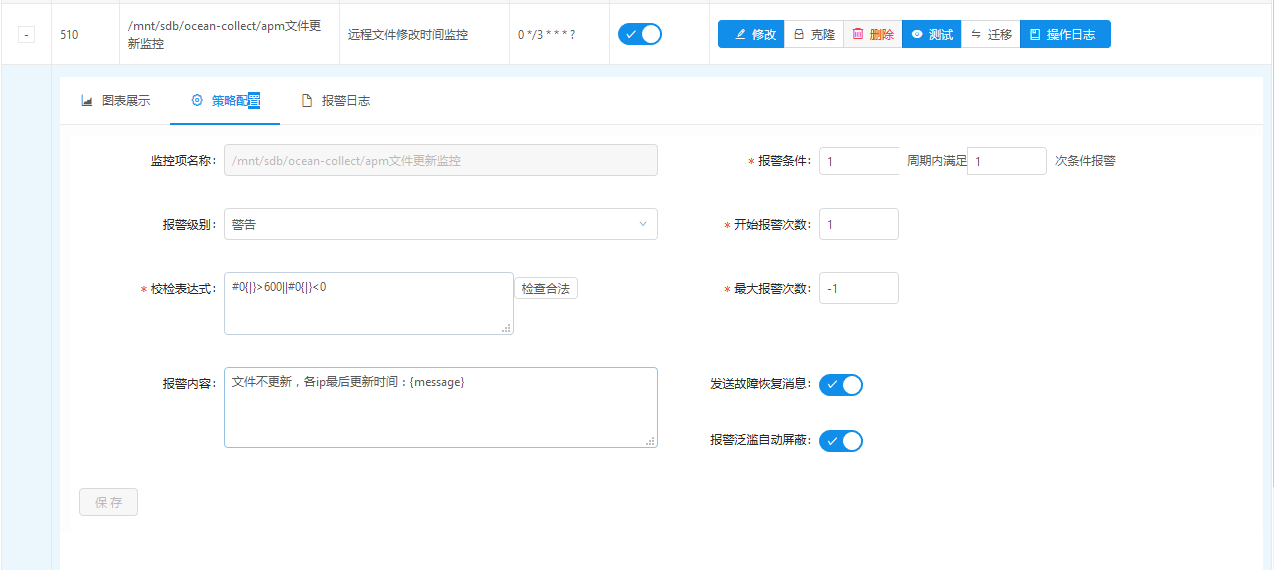 -
510
/mnt/sdb/ocean-collect/apm文件更
新监控
远程文件修改时间监控
0 */3 * * * ?
修改
克隆
删除
测试
迁移
操作日志
图表展示
策略配置
报警日志
监控项名称:
/mnt/sdb/ocean-collect/apm文件更新监控
* 报警条件:
1
周期内满足
1
次条件报警
报警级别:
警告
* 开始报警次数:
1
* 校检表达式:
#0{|}>600||#0{|}<0
检查合法
* 最大报警次数:
-1
报警内容:
文件不更新，各ip最后更新时间：{message}
发送故障恢复消息:
报警泛滥自动屏蔽:
保 存